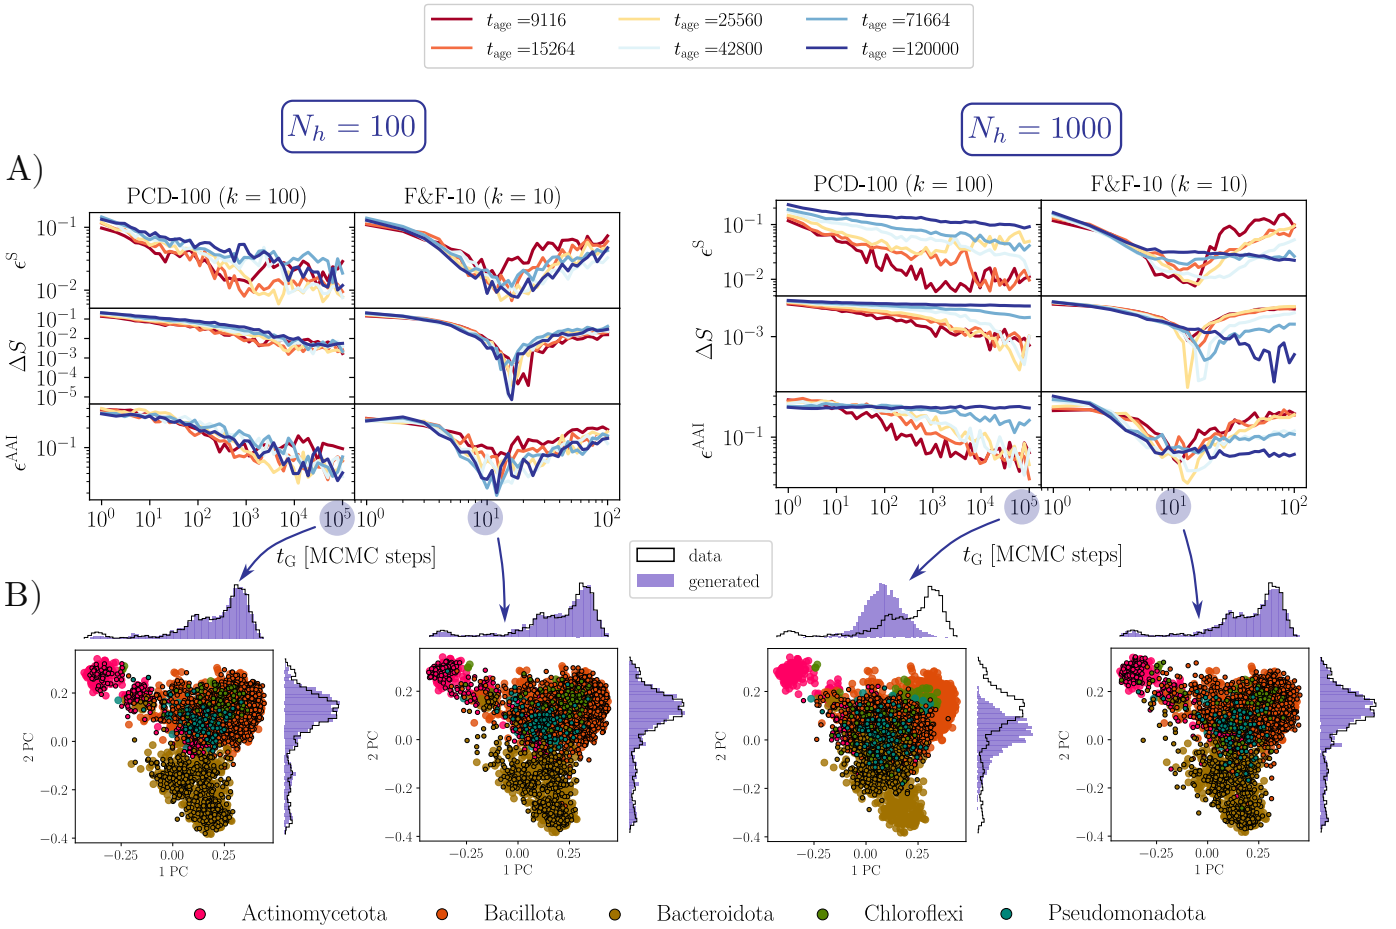 t_age =9116 t_age =25560 t_age =71664
t_age =15264 t_age =42800 t_age =120000
N_h = 100 N_h = 1000
A)
PCD-100 (k = 100) F&F-10 (k = 10) PCD-100 (k = 100) F&F-10 (k = 10)
10^−1 10^−1
ϵ^S ϵ^S
10^−2 10^−2
10^−1
10^−2
ΔS 10^−3 ΔS 10^−3
10^−4
10^−5
ϵ^AAI 10^−1 ϵ^AAI 10^−1
10^0 10^1 10^2 10^3 10^4 10^5 10^0 10^1 10^2 10^0 10^1 10^2 10^3 10^4 10^5 10^0 10^1 10^2
t_G [MCMC steps] t_G [MCMC steps]
data
generated
B)
0.2 0.2 0.2 0.2
0.0 0.0 0.0 0.0
2 PC 2 PC 2 PC 2 PC
−0.2 −0.2 −0.2 −0.2
−0.4 −0.4 −0.4 −0.4
−0.25 0.00 0.25 −0.25 0.00 0.25 −0.25 0.00 0.25 −0.25 0.00 0.25
1 PC 1 PC 1 PC 1 PC
Actinomycetota Bacillota Bacteroidota Chloroflexi Pseudomonadota